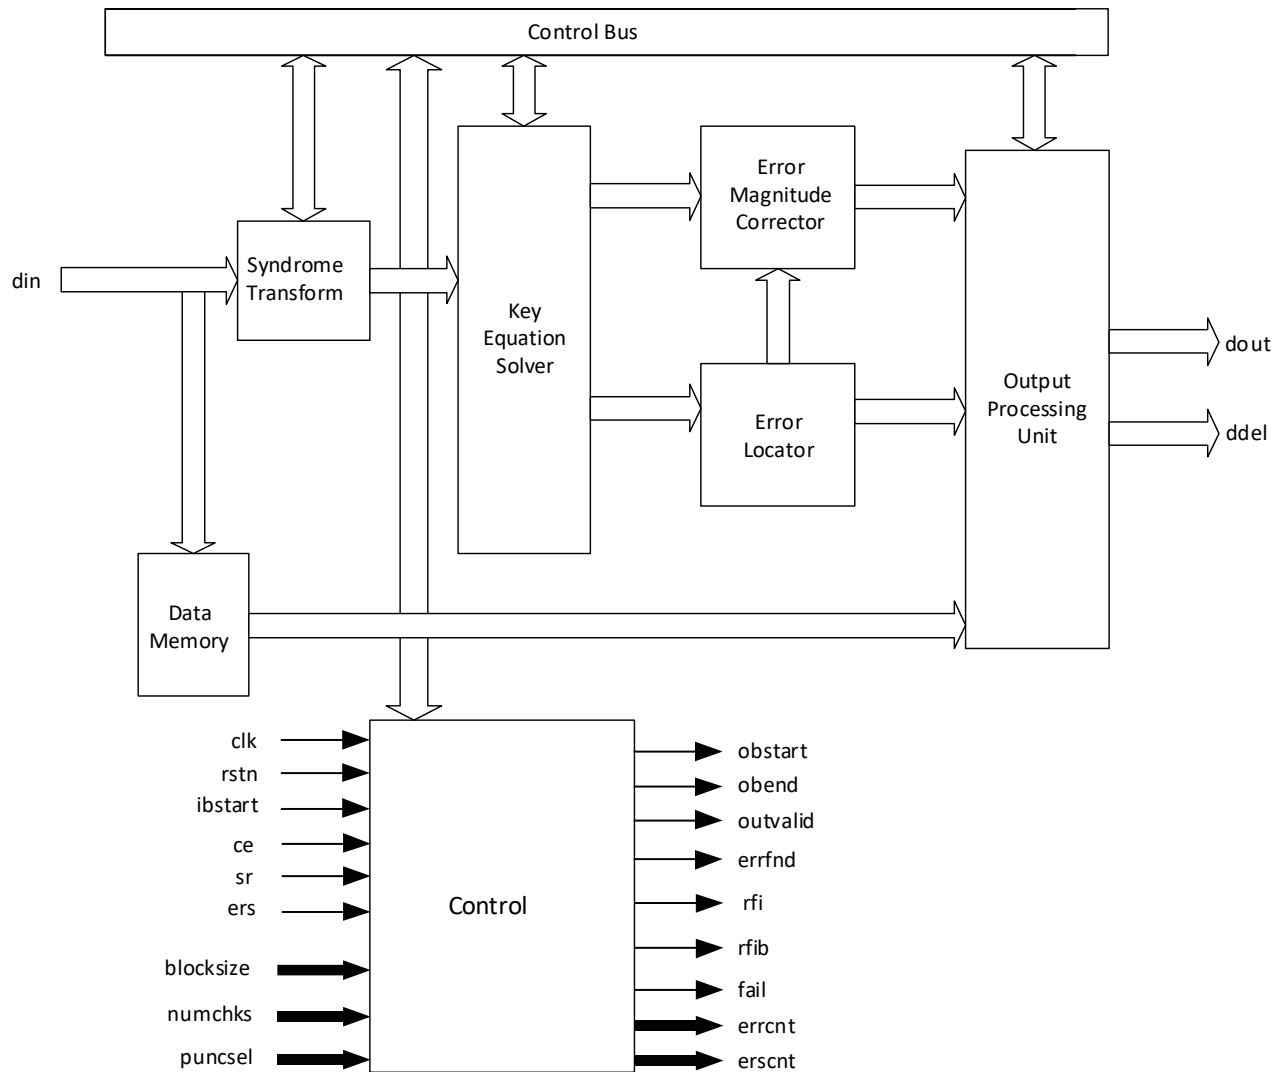 Control Bus
Error
Magnitude
Corrector
Syndrome
Transform
din
Key
Equation
Solver
dout
Output
Processing
Unit
Error
Locator
ddel
Data
Memory
clk
rstn
ibstart
ce
sr
ers
blocksize
numchks
puncsel
Control
obstart
obend
outvalid
errfnd
rfi
rfib
fail
errcnt
erscnt